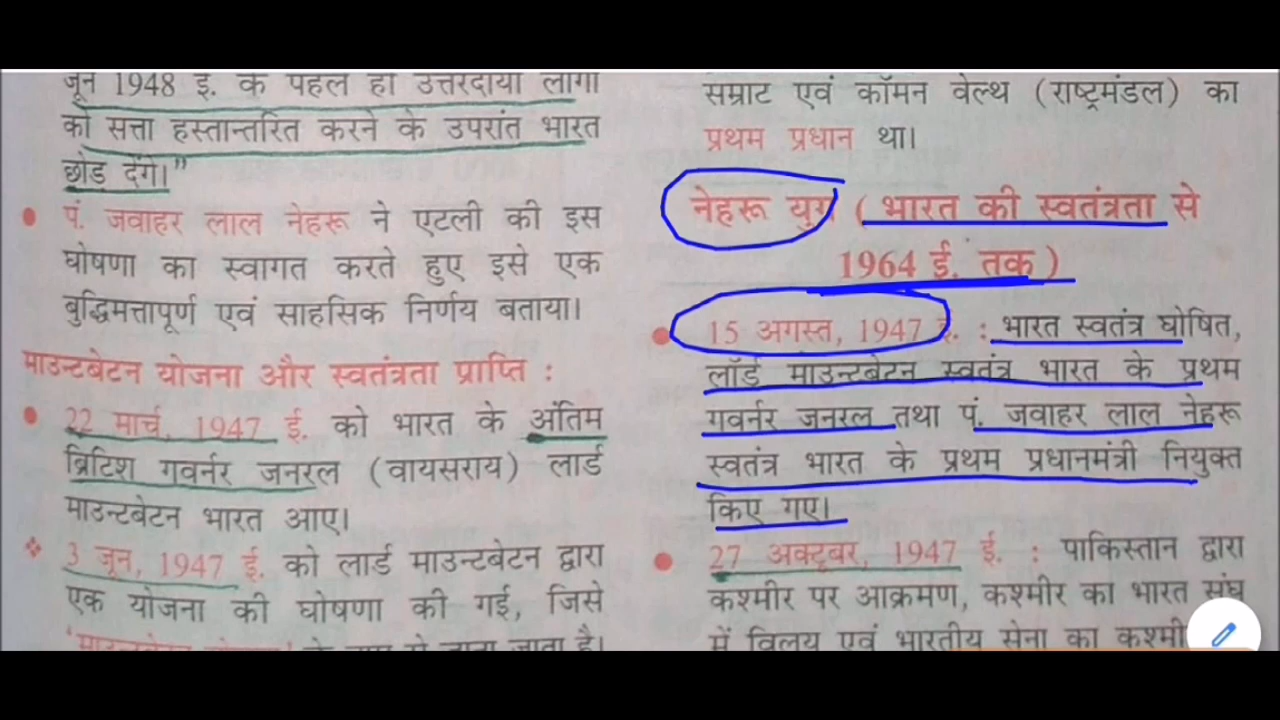 जून 1948 ई. के पहले ही उत्तरदायी लोगों
को सत्ता हस्तान्तरित करने के उपरांत भारत
छोड़ देंगे।”
पं. जवाहर लाल नेहरू ने एटली की इस
घोषणा का स्वागत करते हुए इसे एक
बुद्धिमत्तापूर्ण एवं साहसिक निर्णय बताया।
माउन्टबेटन योजना और स्वतंत्रता प्राप्ति :
22 मार्च, 1947 ई. को भारत के अंतिम
ब्रिटिश गवर्नर जनरल (वायसराय) लार्ड
माउन्टबेटन भारत आए।
3 जून, 1947 ई. को लार्ड माउन्टबेटन द्वारा
एक योजना की घोषणा की गई, जिसे
'माउन्टबेटन योजना' के नाम से जाना जाता है।
सम्राट एवं कॉमन वेल्थ (राष्ट्रमंडल) का
प्रथम प्रधान था।
नेहरू युग (भारत की स्वतंत्रता से
1964 ई. तक)
15 अगस्त, 1947 ई. : भारत स्वतंत्र घोषित,
लॉर्ड माउन्टबेटन स्वतंत्र भारत के प्रथम
गवर्नर जनरल तथा पं. जवाहर लाल नेहरू
स्वतंत्र भारत के प्रथम प्रधानमंत्री नियुक्त
किए गए।
27 अक्टूबर, 1947 ई. : पाकिस्तान द्वारा
कश्मीर पर आक्रमण, कश्मीर का भारत संघ
में विलय एवं भारतीय सेना का